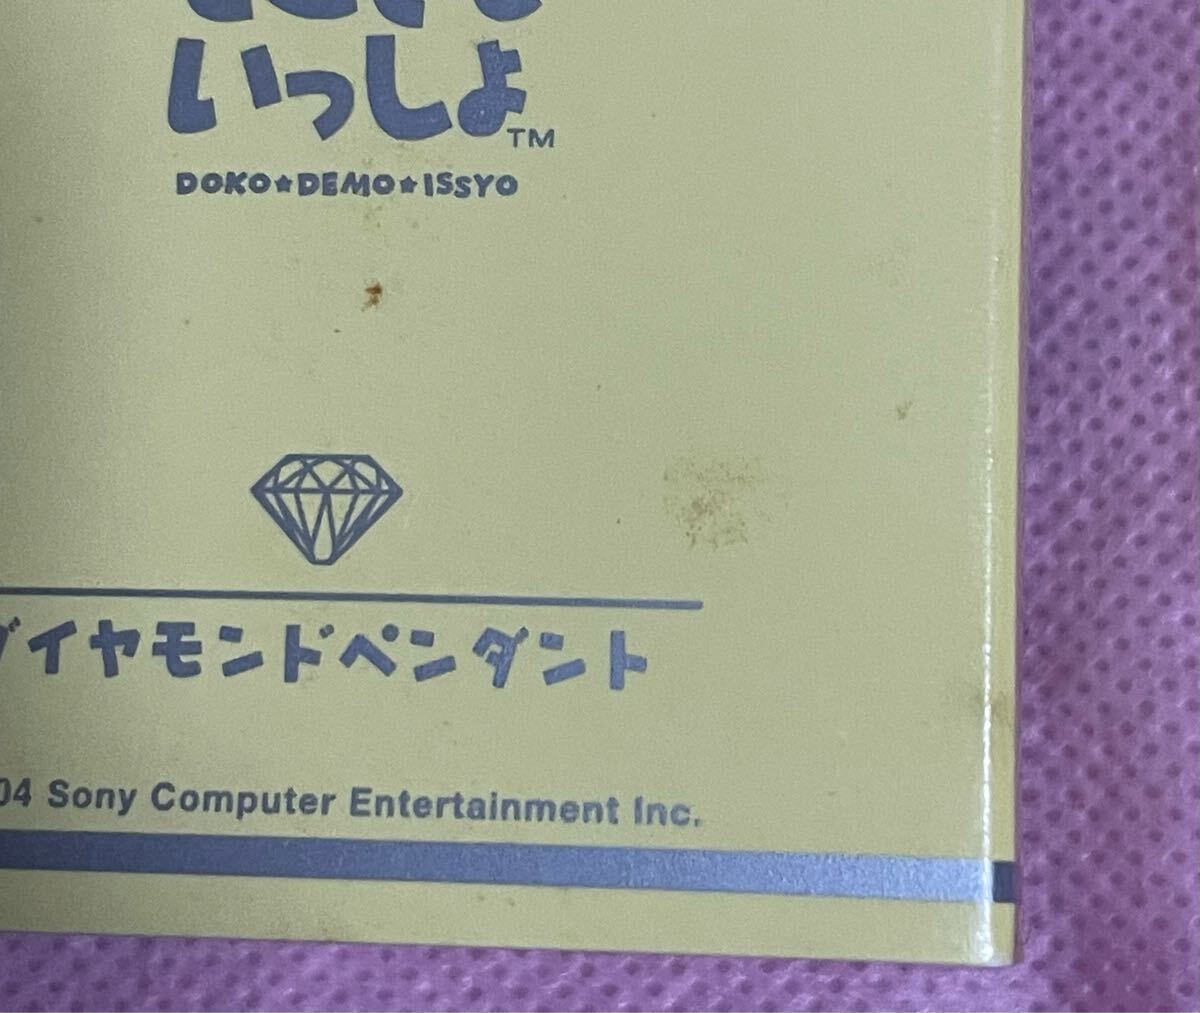 いっしょ™
DOKO★DEMO★ISSYO
ダイヤモンドペンダント
04 Sony Computer Entertainment Inc.